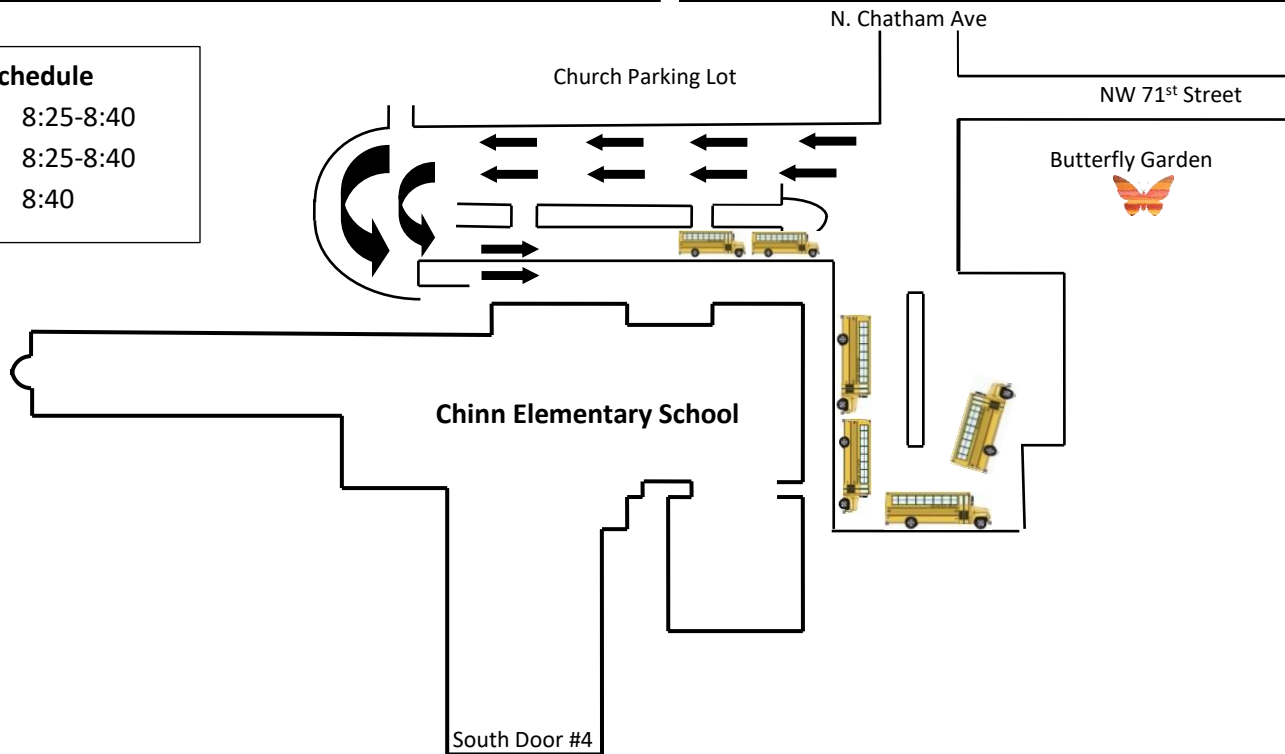 N. Chatham Ave
chedule
8:25-8:40
8:25-8:40
8:40
Church Parking Lot
NW 71st Street
Butterfly Garden
Chinn Elementary School
South Door #4